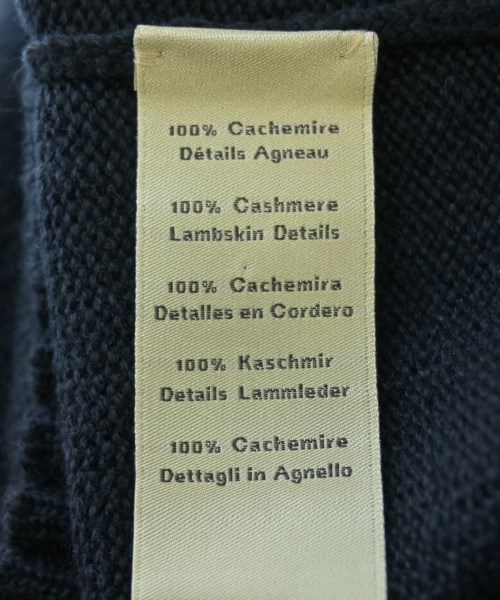 100% Cachemire
Détails Agneau
100% Cashmere
Lambskin Details
100% Cachemira
Detalles en Cordero
100% Kaschmir
Details Lammleder
100% Cachemire
Dettagli in Agnello